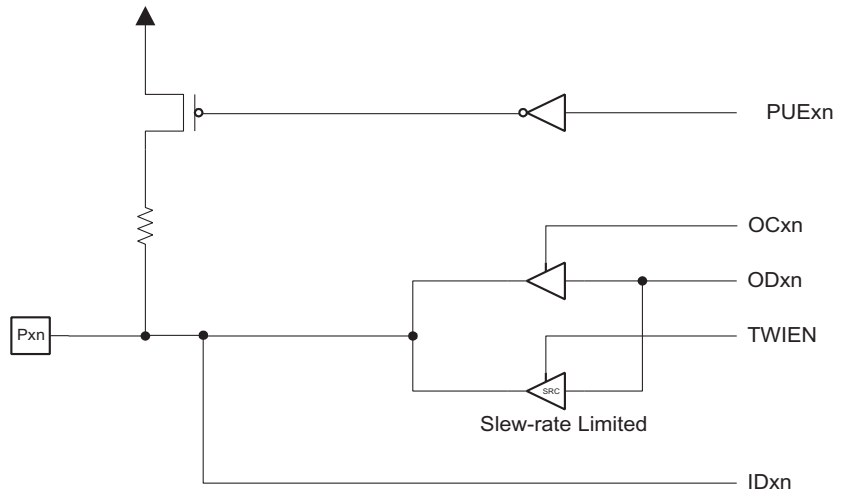 PUExn
OCxn
ODxn
Pxn
TWIEN
SRC
Slew-rate Limited
IDxn